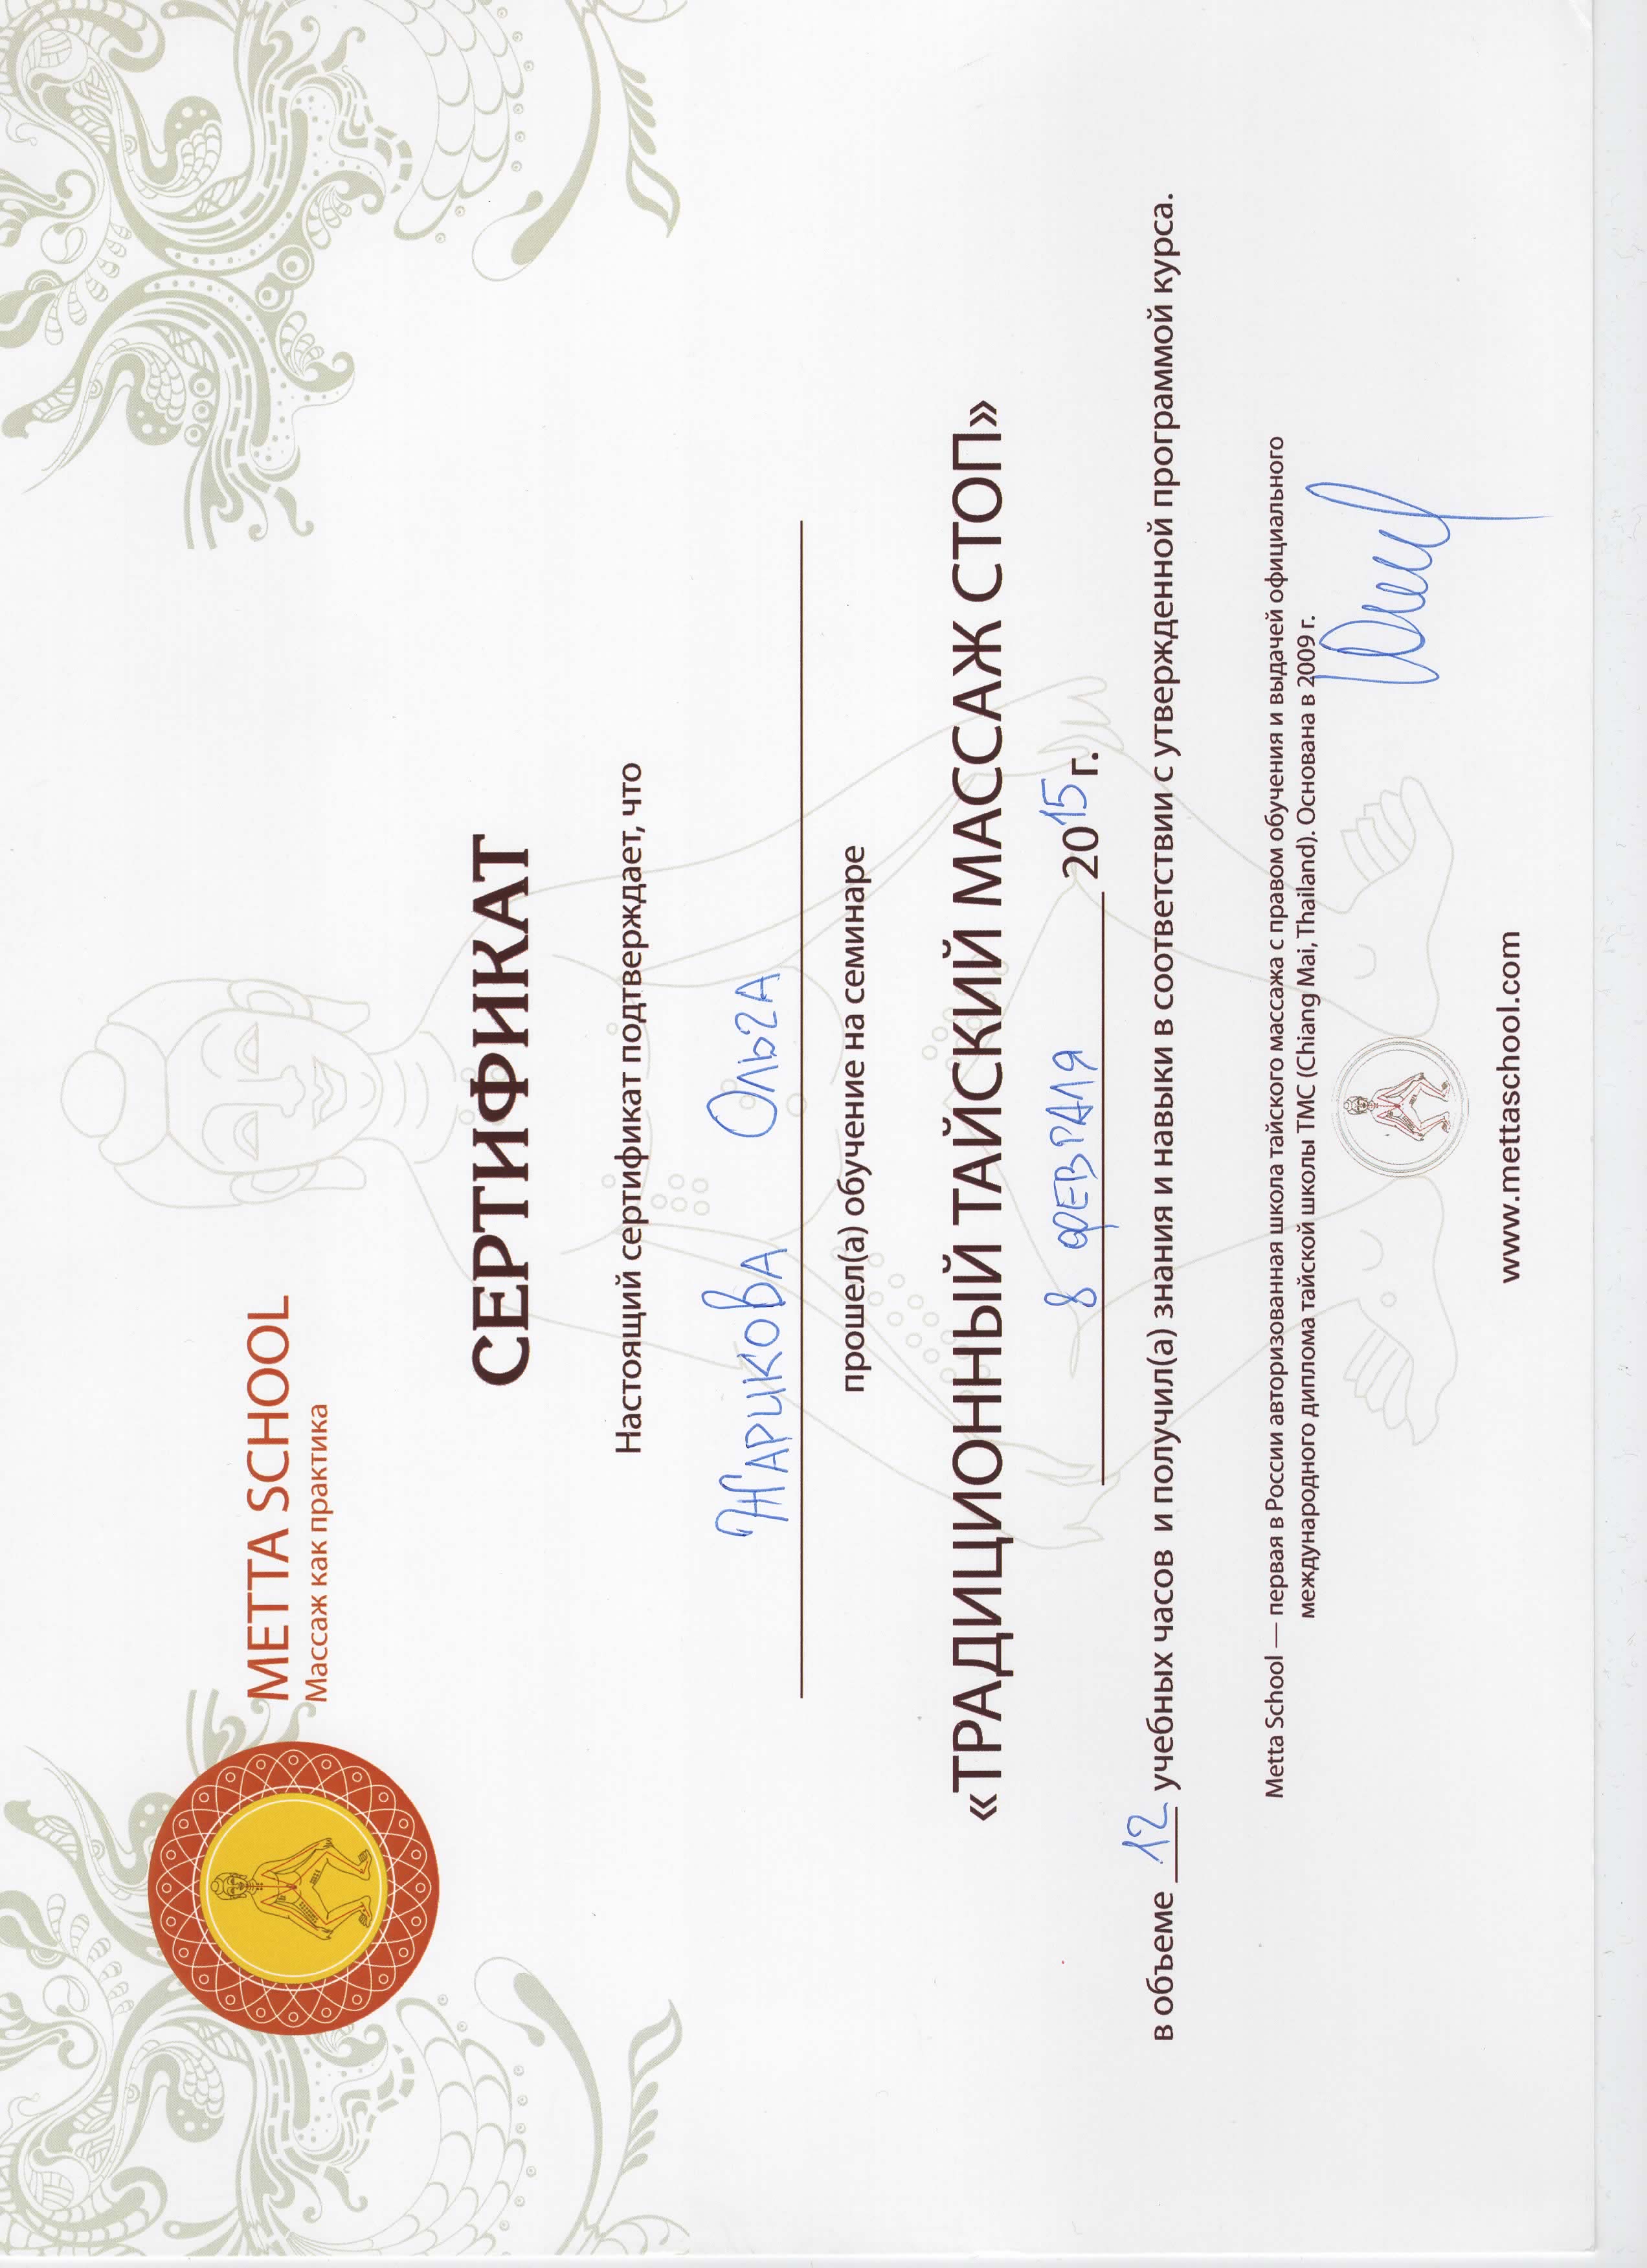 METTA SCHOOL
Массаж как практика
СЕРТИФИКАТ
Настоящий сертификат подтверждает, что
Жарикова Ольга
прошел(а) обучение на семинаре
«ТРАДИЦИОННЫЙ ТАЙСКИЙ МАССАЖ СТОП»
8 ФЕВРАЛЯ 2015 г.
в объеме 12 учебных часов и получил(а) знания и навыки в соответствии с утвержденной программой курса.
Metta School — первая в России авторизованная школа тайского массажа с правом обучения и выдачей официального
международного диплома тайской школы ТМС (Chiang Mai, Thailand). Основана в 2009 г.
www.mettaschool.com